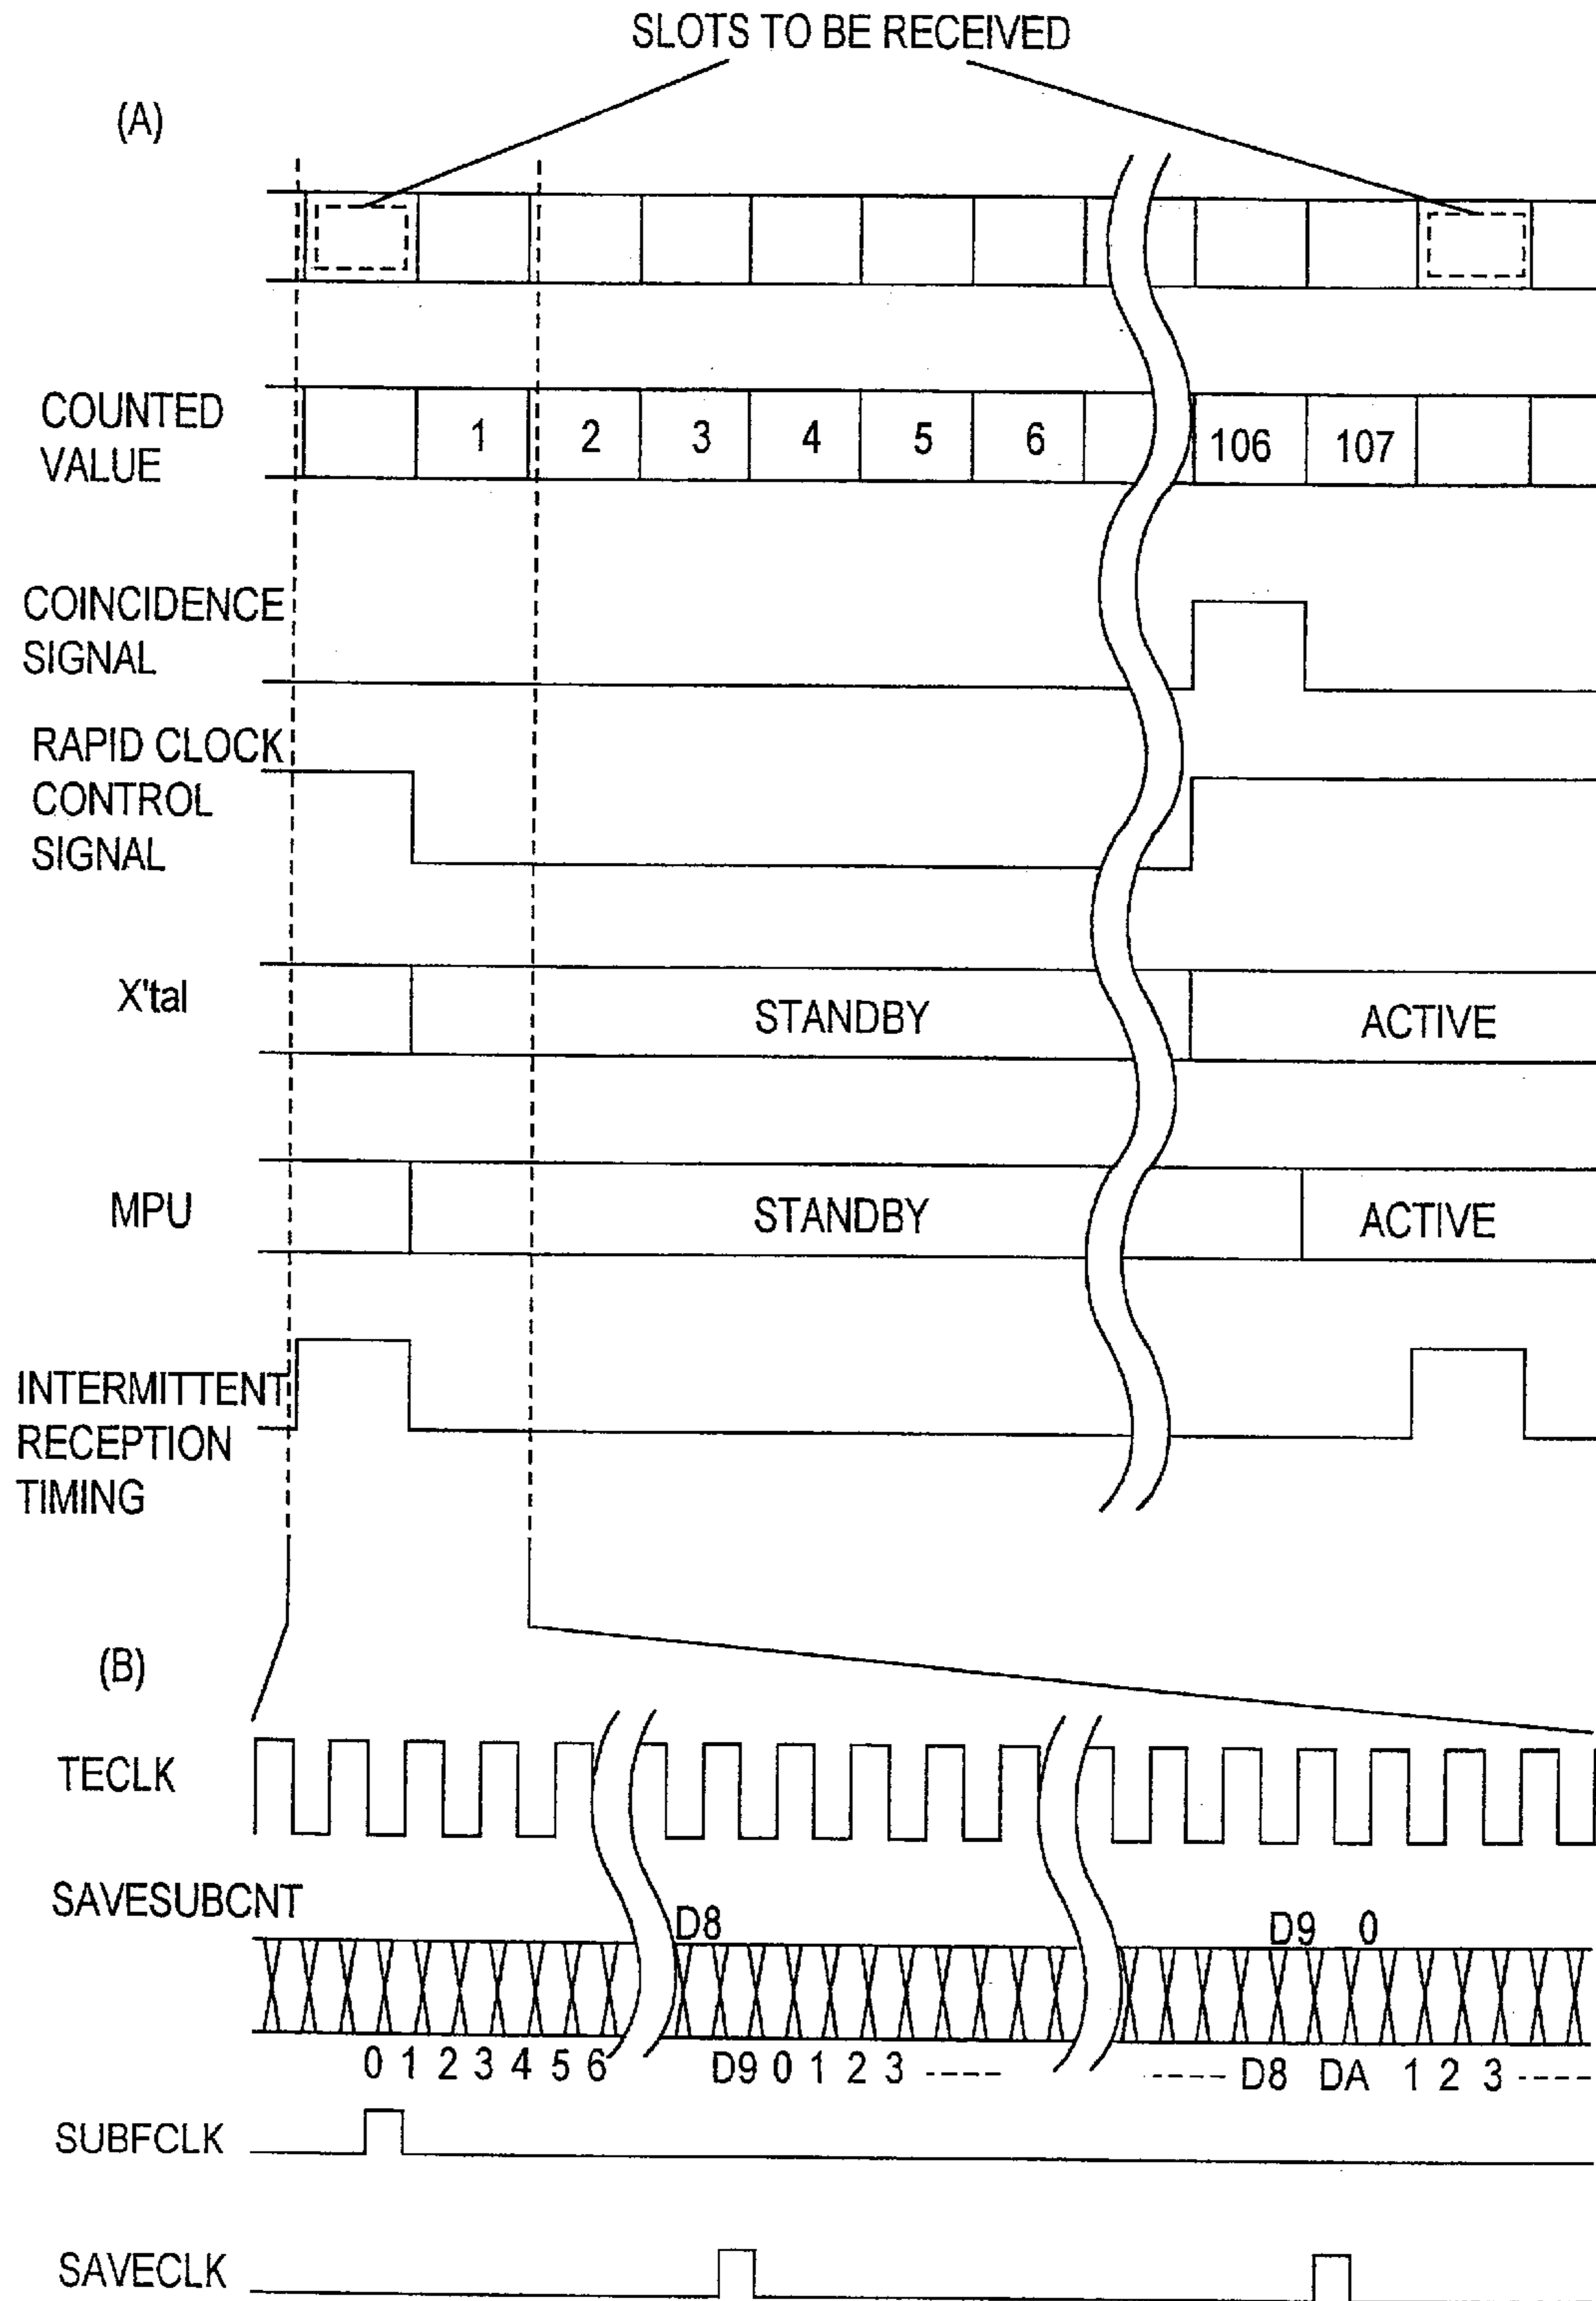 SLOTS TO BE RECEIVED
(A)
COUNTED
VALUE
1 2 3 4 5 6 106 107
COINCIDENCE
SIGNAL
RAPID CLOCK
CONTROL
SIGNAL
X'tal
STANDBY ACTIVE
MPU
STANDBY ACTIVE
INTERMITTENT
RECEPTION
TIMING
(B)
TECLK
SAVESUBCNT
D8 D9 0
0 1 2 3 4 5 6 D9 0 1 2 3 ---- ----- D8 DA 1 2 3 ----
SUBFCLK
SAVECLK